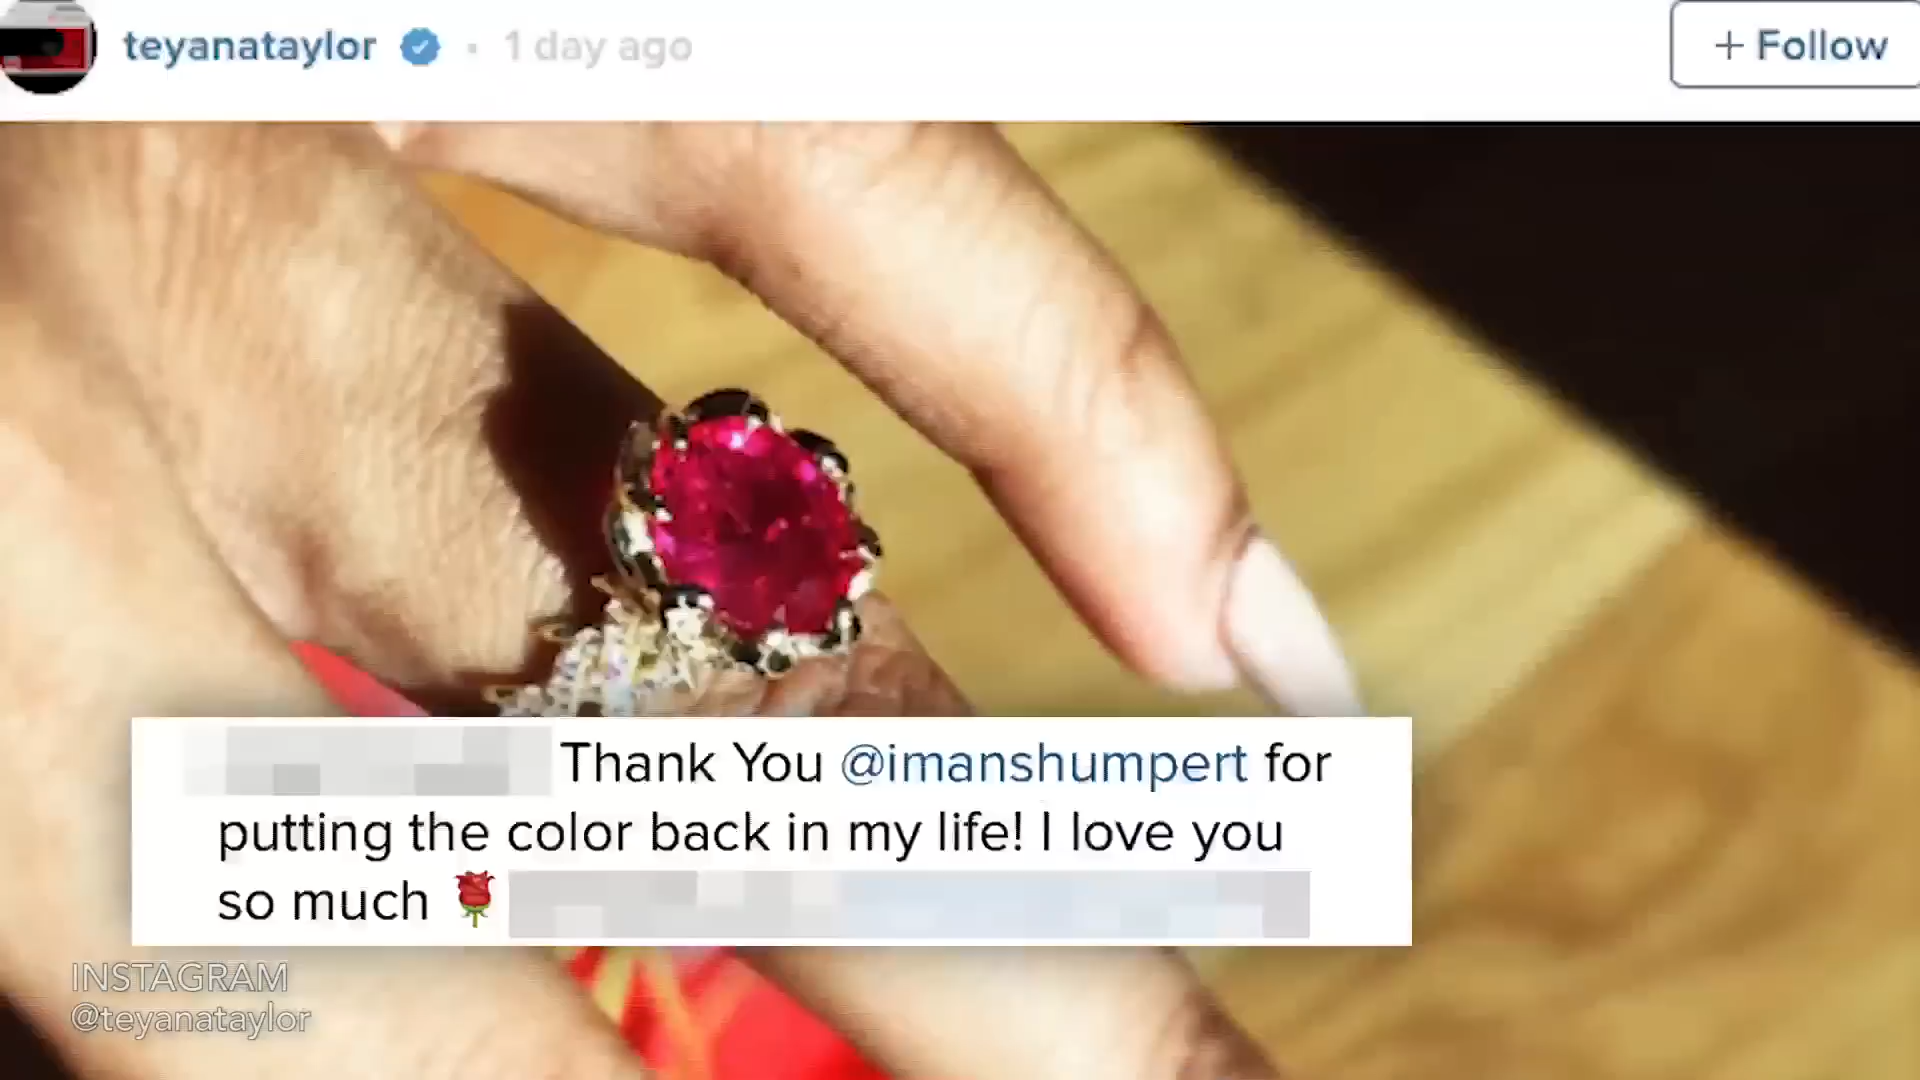 teyanataylor • 1 day ago
+ Follow
Thank You @imanshumpert for
putting the color back in my life! I love you
so much 🌹
INSTAGRAM
@teyanataylor